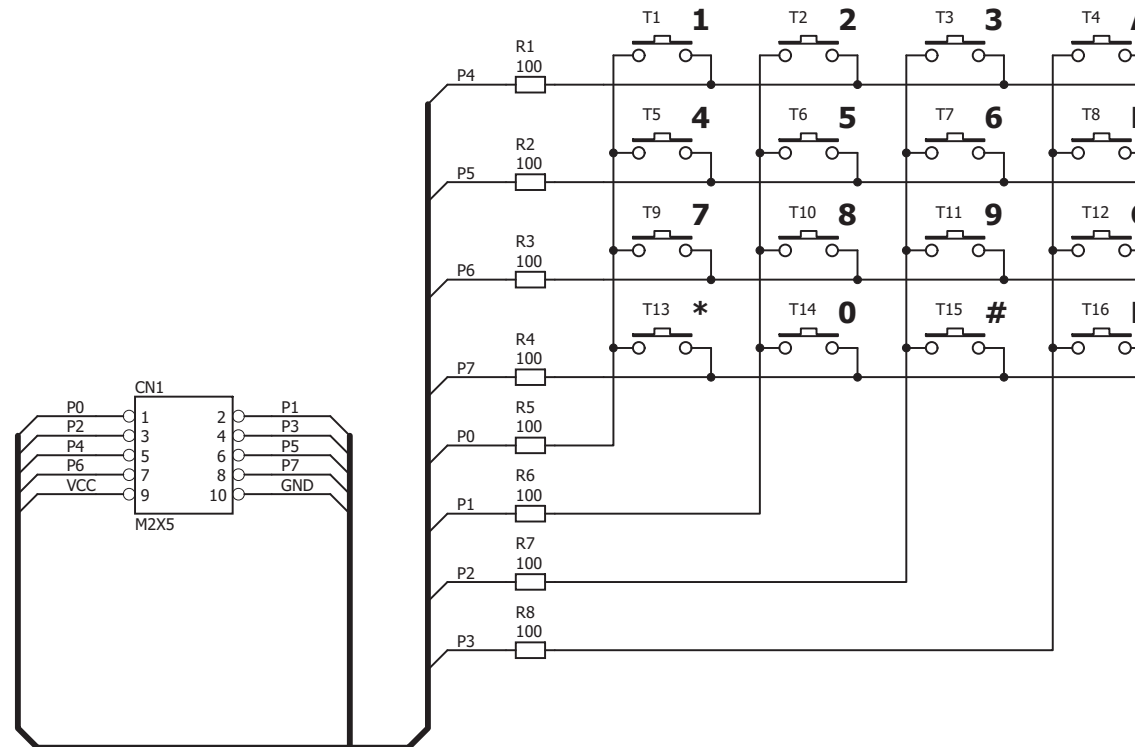 T1 1 T2 2 T3 3 T4
R1
100
P4
T5 4 T6 5 T7 6 T8
R2
100
P5
T9 7 T10 8 T11 9 T12
R3
100
P6
T13 * T14 0 T15 # T16
R4
100
P7
CN1
P0 1 2 P1
P2 3 4 P3
P4 5 6 P5
P6 7 8 P7
VCC 9 10 GND
M2X5
R5
100
P0
R6
100
P1
R7
100
P2
R8
100
P3